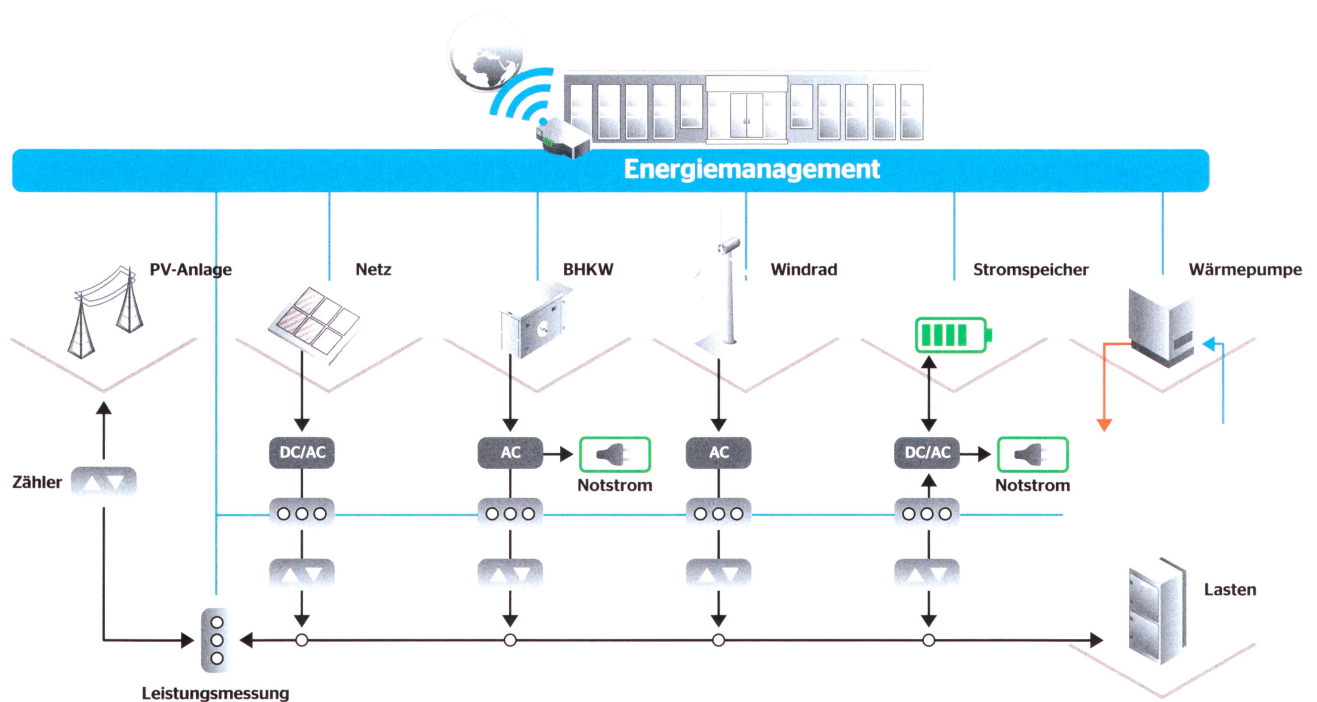 Energiemanagement
PV-Anlage
Netz
BHKW
Windrad
Stromspeicher
Wärmepumpe
DC/AC
AC
AC
DC/AC
Zähler
Notstrom
Notstrom
Lasten
Leistungsmessung